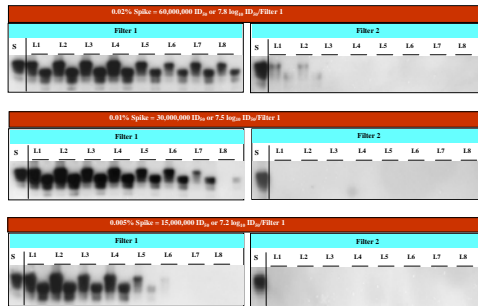 0.02% Spike = 60,000,000 ID50 or 7.8 log10 ID50/Filter 1
Filter 1 Filter 2
S L1 L2 L3 L4 L5 L6 L7 L8 S L1 L2 L3 L4 L5 L6 L7 L8
0.01% Spike = 30,000,000 ID50 or 7.5 log10 ID50/Filter 1
Filter 1 Filter 2
S L1 L2 L3 L4 L5 L6 L7 L8 S L1 L2 L3 L4 L5 L6 L7 L8
0.005% Spike = 15,000,000 ID50 or 7.2 log10 ID50/Filter 1
Filter 1 Filter 2
S L1 L2 L3 L4 L5 L6 L7 L8 S L1 L2 L3 L4 L5 L6 L7 L8